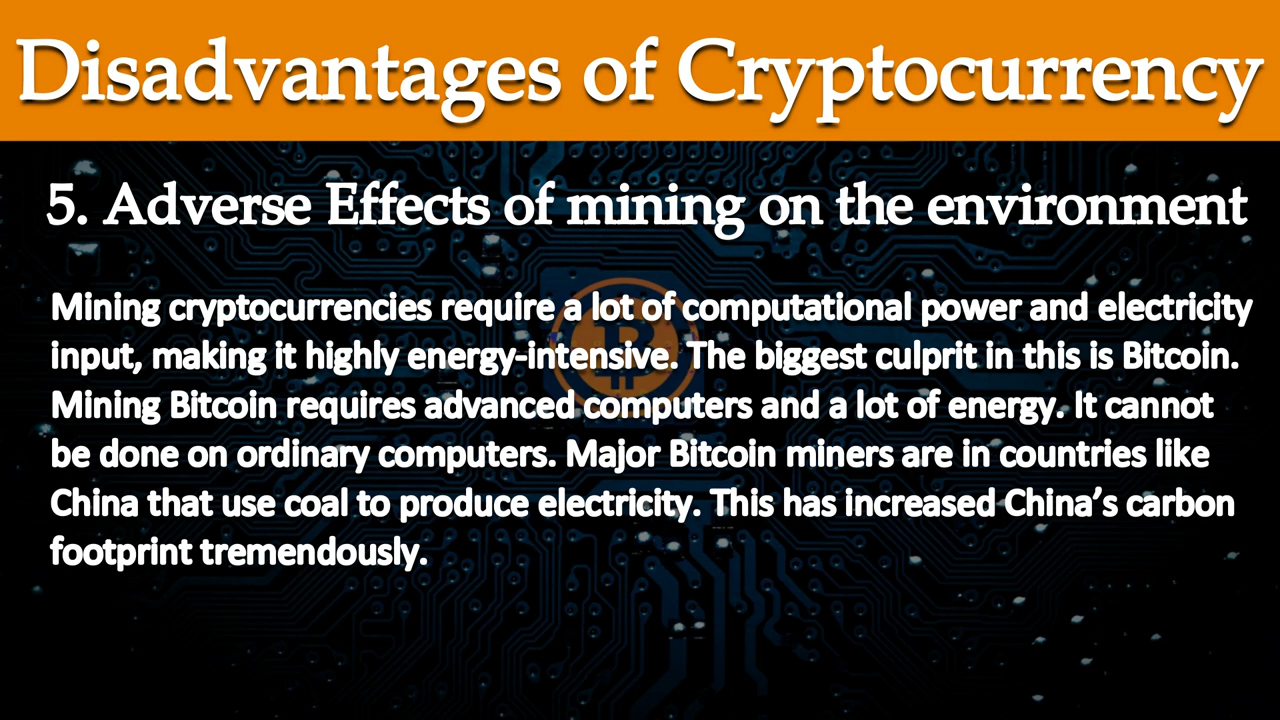 Disadvantages of Cryptocurrency
5. Adverse Effects of mining on the environment
Mining cryptocurrencies require a lot of computational power and electricity
input, making it highly energy-intensive. The biggest culprit in this is Bitcoin.
Mining Bitcoin requires advanced computers and a lot of energy. It cannot
be done on ordinary computers. Major Bitcoin miners are in countries like
China that use coal to produce electricity. This has increased China’s carbon
footprint tremendously.